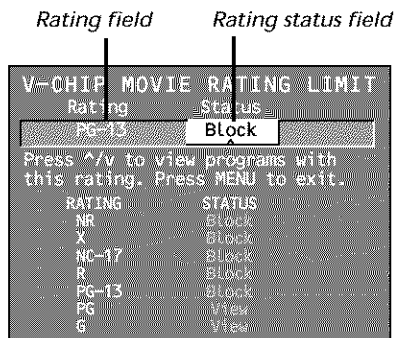 Rating field Rating status field
V-CHIP MOVIE RATING LIMIT
Rating Status
PG-13 Block
Press ^/v to view programs with
this rating. Press MENU to exit.
RATING STATUS
NR Block
X Block
NC-17 Block
R Block
PG-13 Block
PG View
G View